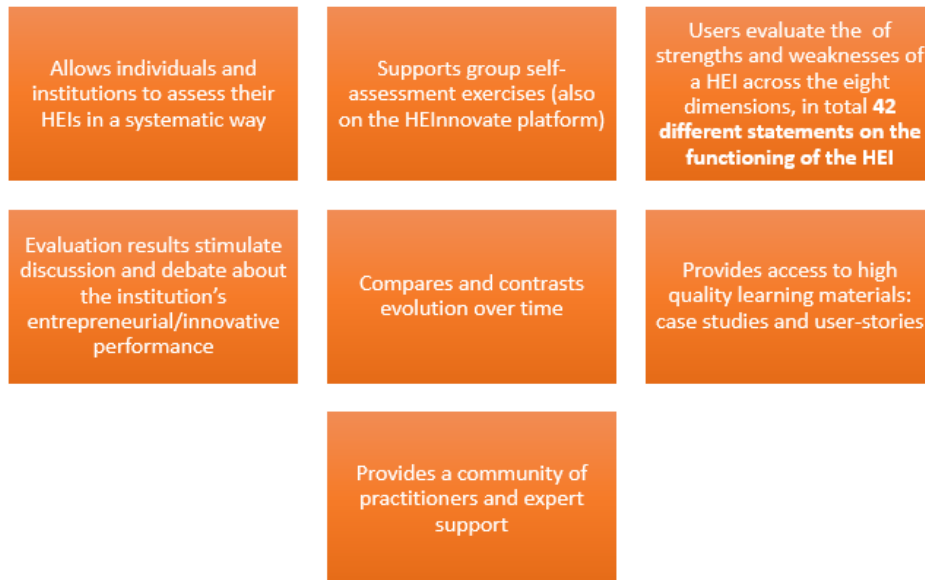 Allows individuals and
institutions to assess their
HEIs in a systematic way
Supports group self-
assessment exercises (also
on the HEInnovate platform)
Users evaluate the  of
strengths and weaknesses of
a HEI across the eight
dimensions, in total 42
different statements on the
functioning of the HEI
Evaluation results stimulate
discussion and debate about
the institution’s
entrepreneurial/innovative
performance
Compares and contrasts
evolution over time
Provides access to high
quality learning materials:
case studies and user-stories
Provides a community of
practitioners and expert
support